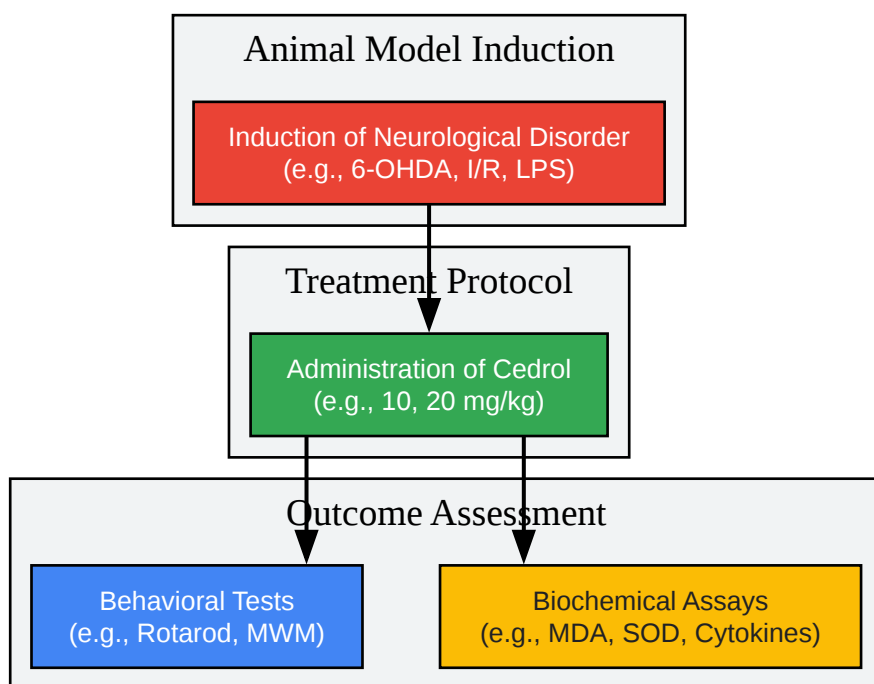 Animal Model Induction
Induction of Neurological Disorder
(e.g., 6-OHDA, I/R, LPS)
Treatment Protocol
Administration of Cedrol
(e.g., 10, 20 mg/kg)
Outcome Assessment
Behavioral Tests
(e.g., Rotarod, MWM)
Biochemical Assays
(e.g., MDA, SOD, Cytokines)